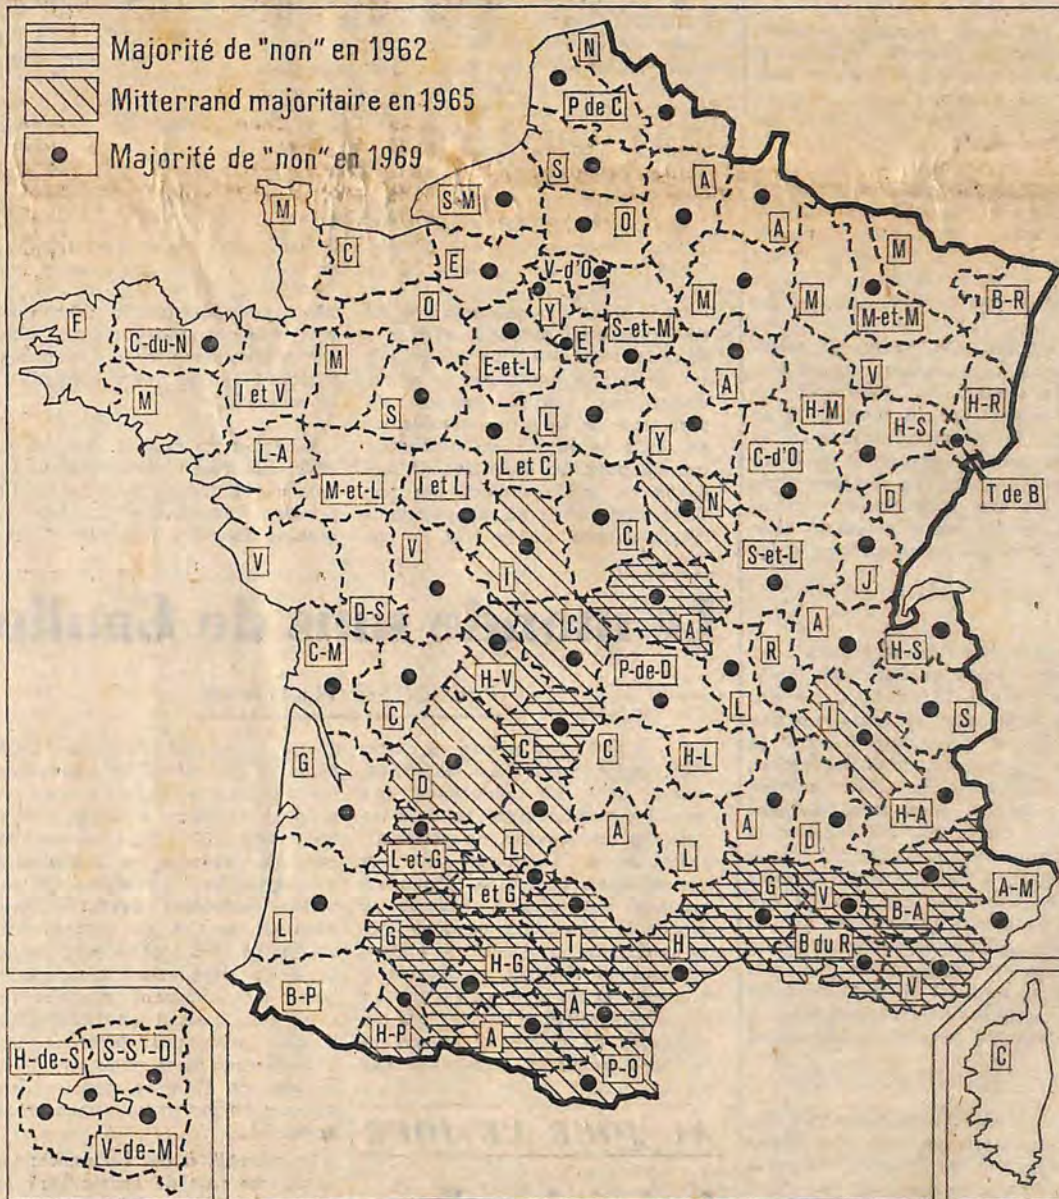 Majorité de "non" en 1962
Mitterrand majoritaire en 1965
Majorité de "non" en 1969
N
P de C
S
A
S-M
O
A
M
C
E
V-d'O
M
M
M
B-R
F
C-du-N
O
Y
E
S-et-M
M-et-M
M
I et V
M
S
E-et-L
A
V
H-M
H-R
H-S
L
Y
L-A
M-et-L
I et L
L et C
C-d'O
D
T de B
V
V
I
C
N
S-et-L
J
D-S
C
A
A
C-M
H-V
P-de-D
R
H-S
C
L
I
S
G
C
C
H-L
D
H-A
L
A
A
D
L-et-G
L
T et G
G
V
A-M
B-A
L
G
H-G
T
H
B du R
V
B-P
H-P
A
A
P-O
H-de-S
S-Sᵀ-D
V-de-M
C